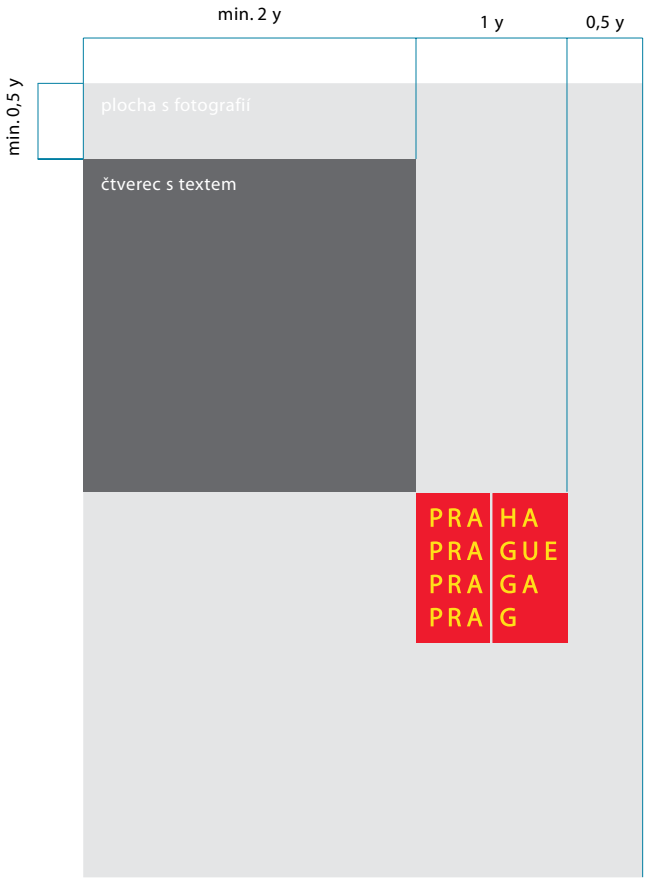 min. 2 y
1 y
0,5 y
min. 0,5 y
plocha s fotografií
čtverec s textem
PRA HA
PRA GUE
PRA GA
PRA G